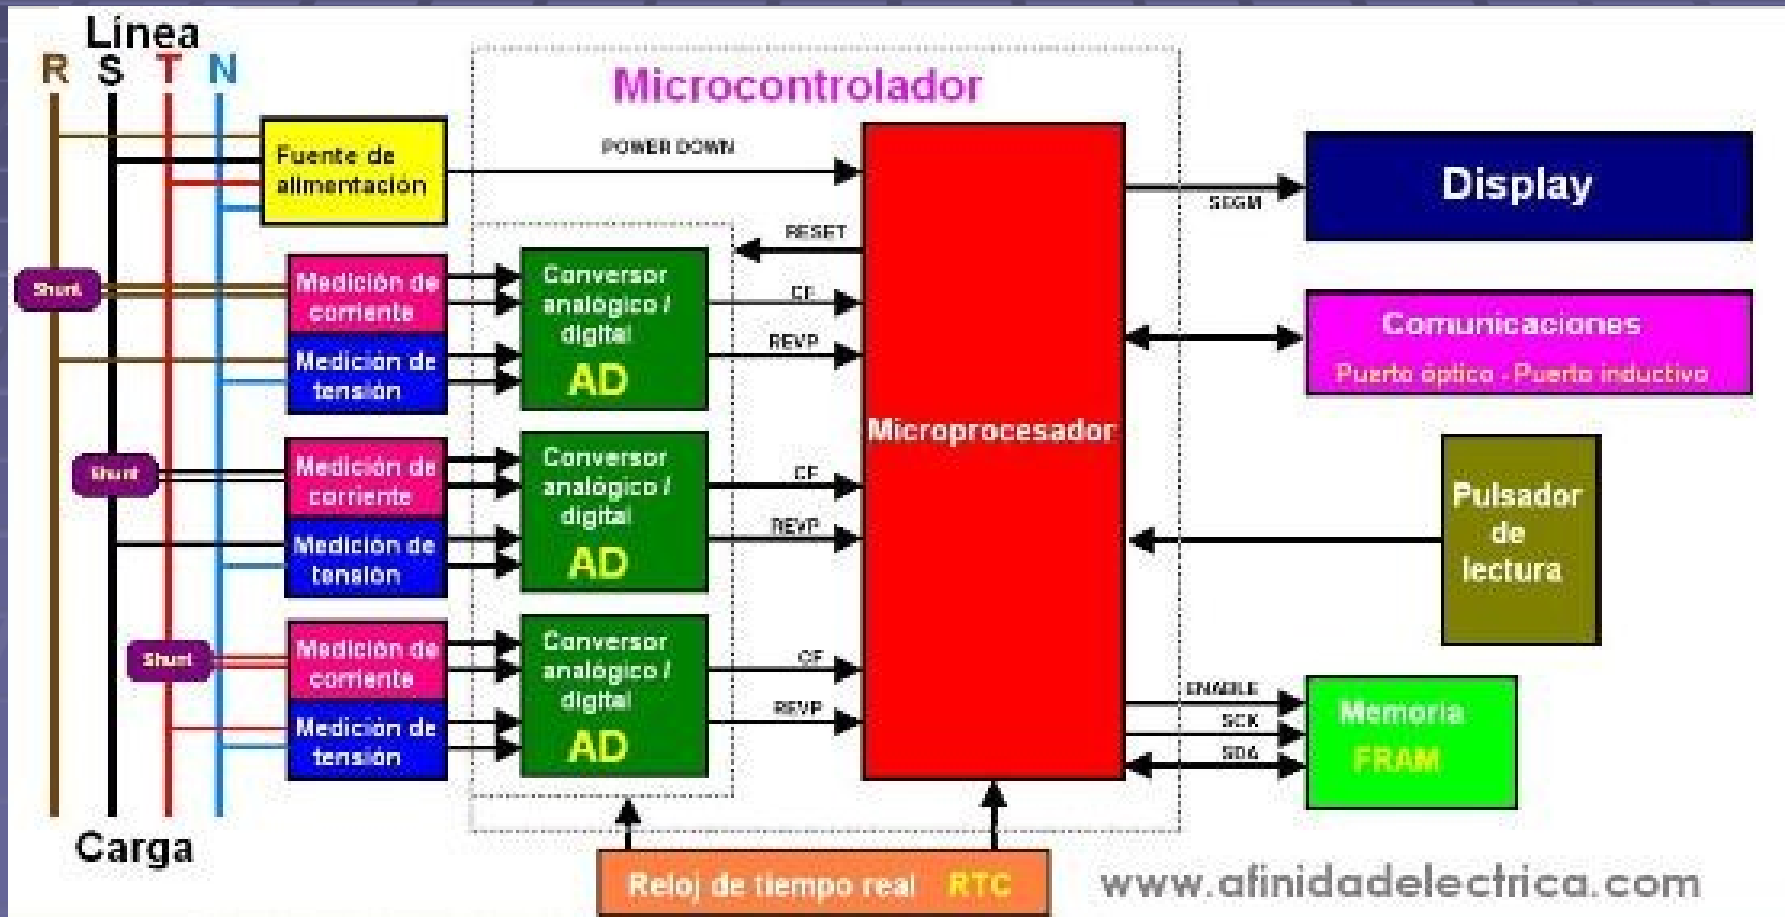 Línea
R S T N
Microcontrolador
Fuente de
alimentación
POWER DOWN
RESET
SEGM
Display
Shunt
Medición de
corriente
Medición de
tensión
Conversor
analógico /
digital
AD
CF
REVP
Microprocesador
Comunicaciones
Puerto óptico - Puerto inductivo
Shunt
Medición de
corriente
Medición de
tensión
Conversor
analógico /
digital
AD
CF
REVP
Pulsador
de
lectura
Shunt
Medición de
corriente
Medición de
tensión
Conversor
analógico /
digital
AD
CF
REVP
ENABLE
SCK
SDA
Memoria
FRAM
Carga
Reloj de tiempo real RTC
www.afinidadelectrica.com